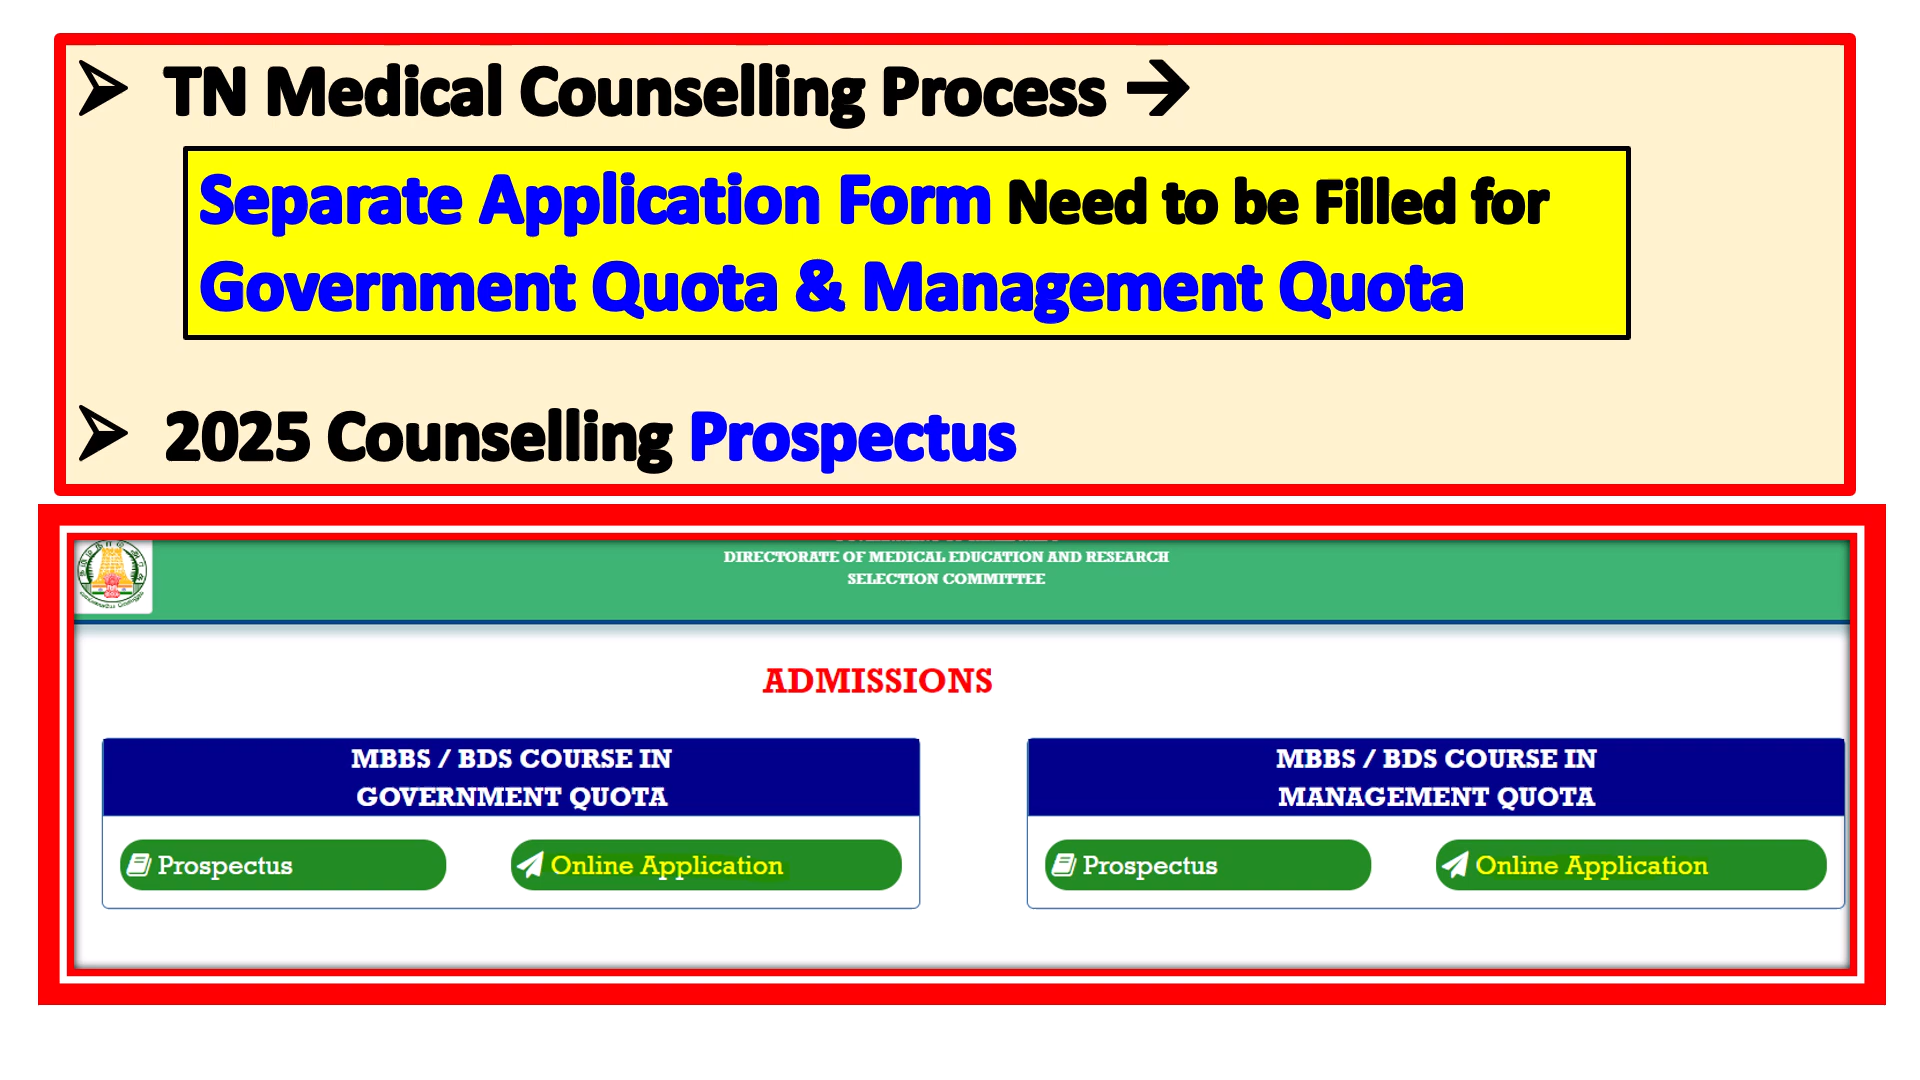 TN Medical Counselling Process →
Separate Application Form Need to be Filled for
Government Quota & Management Quota
2025 Counselling Prospectus
DIRECTORATE OF MEDICAL EDUCATION AND RESEARCH
SELECTION COMMITTEE
ADMISSIONS
MBBS / BDS COURSE IN
GOVERNMENT QUOTA
Prospectus
Online Application
MBBS / BDS COURSE IN
MANAGEMENT QUOTA
Prospectus
Online Application